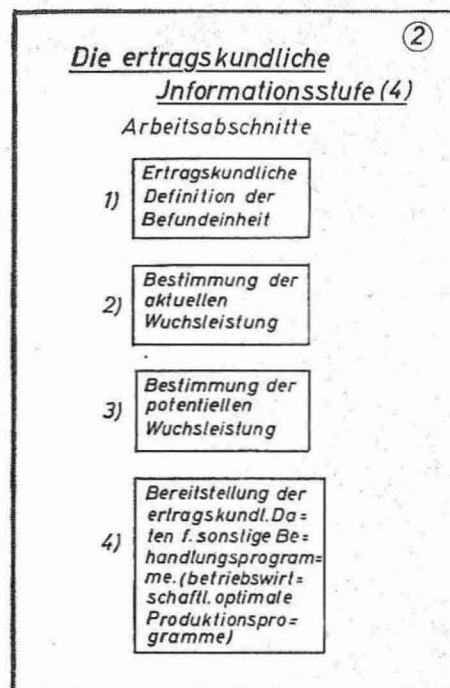 ②
Die ertragskundliche
Jnformationsstufe (4)
Arbeitsabschnitte
1)
Ertragskundliche
Definition der
Befundeinheit
2)
Bestimmung der
aktuellen
Wuchsleistung
3)
Bestimmung der
potentiellen
Wuchsleistung
4)
Bereitstellung der
ertragskundl. Da=
ten f. sonstige Be=
handlungsprogram=
me. (betriebswirt=
schaftl. optimale
Produktionspro=
gramme)